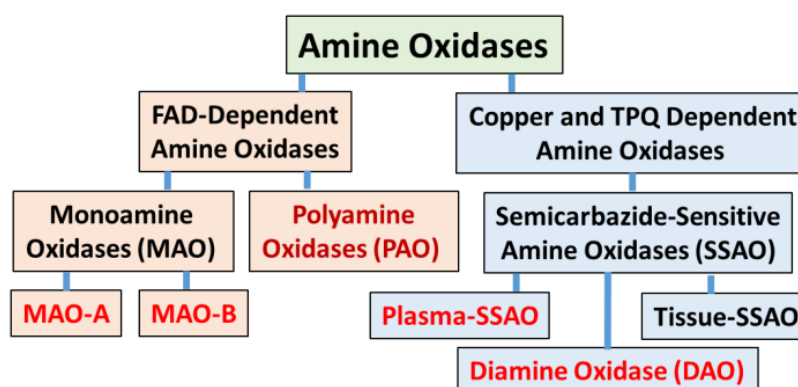 Amine Oxidases
FAD-Dependent
Amine Oxidases
Copper and TPQ Dependent
Amine Oxidases
Monoamine
Oxidases (MAO)
Polyamine
Oxidases (PAO)
Semicarbazide-Sensitive
Amine Oxidases (SSAO)
MAO-A
MAO-B
Plasma-SSAO
Tissue-SSAO
Diamine Oxidase (DAO)